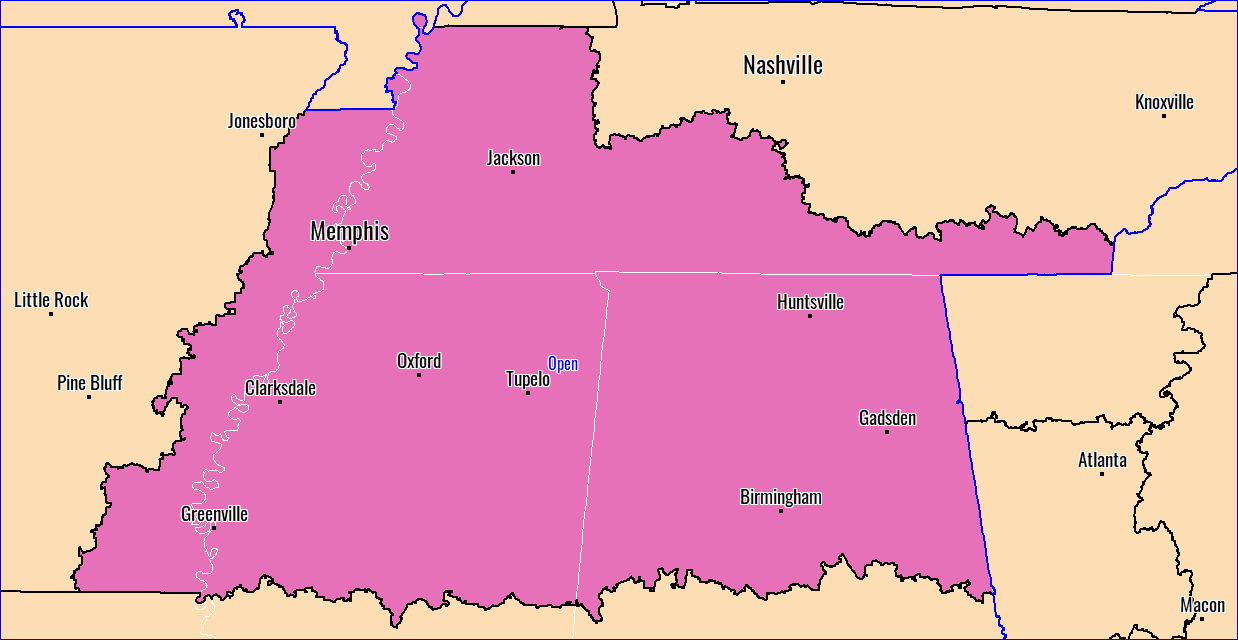 Nashville
Knoxville
Jonesboro
Jackson
Memphis
Little Rock
Huntsville
Oxford
Open
Tupelo
Pine Bluff
Clarksdale
Gadsden
Atlanta
Birmingham
Greenville
Macon